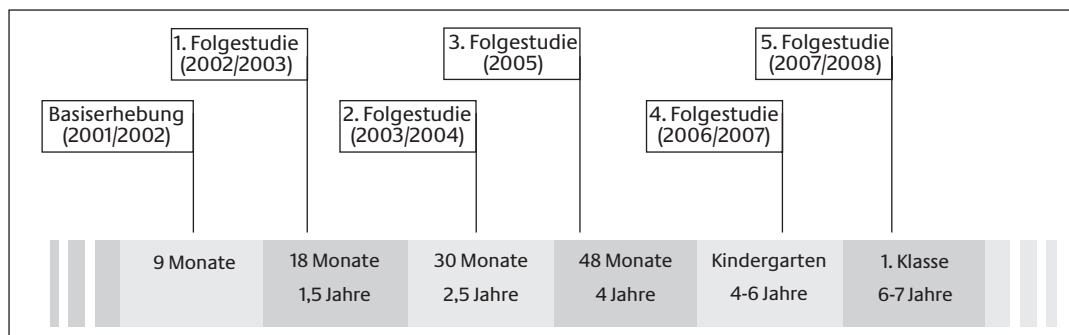 1. Folgestudie
(2002/2003)
3. Folgestudie
(2005)
5. Folgestudie
(2007/2008)
Basiserhebung
(2001/2002)
2. Folgestudie
(2003/2004)
4. Folgestudie
(2006/2007)
9 Monate
18 Monate
30 Monate
48 Monate
Kindergarten
1. Klasse
1,5 Jahre
2,5 Jahre
4 Jahre
4-6 Jahre
6-7 Jahre